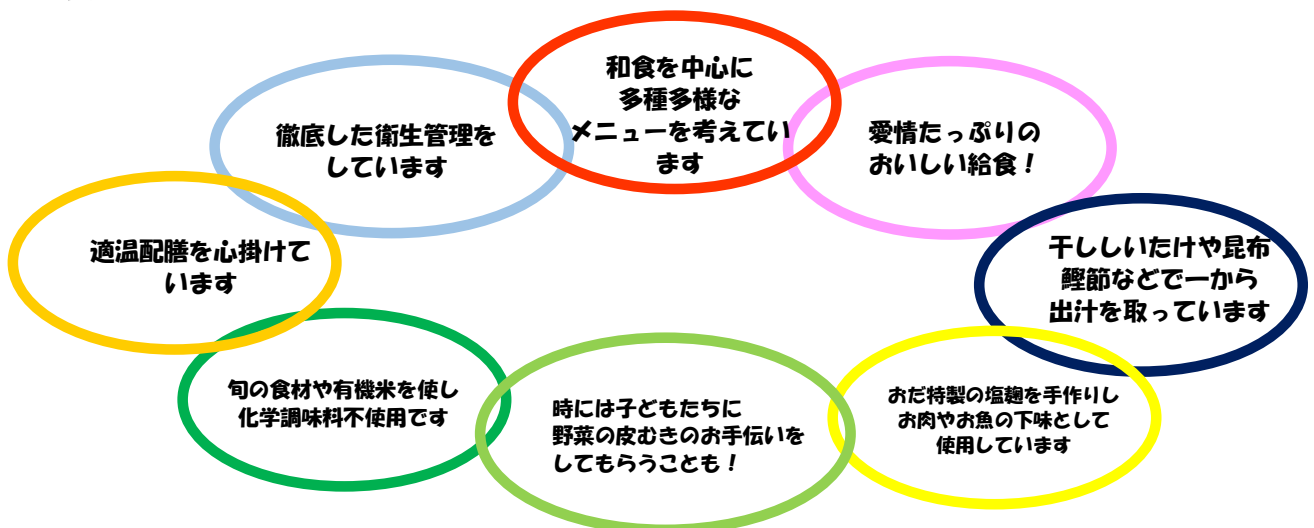 和食を中心に
多種多様な
メニューを考えてい
ます
徹底した衛生管理を
しています
愛情たっぷりの
おいしい給食！
適温配膳を心掛けて
います
干ししいたけや昆布
鰹節などで一から
出汁を取っています
旬の食材や有機米を使し
化学調味料不使用です
時には子どもたちに
野菜の皮むきのお手伝いを
してもらうことも！
おだ特製の塩麹を手作りし
お肉やお魚の下味として
使用しています